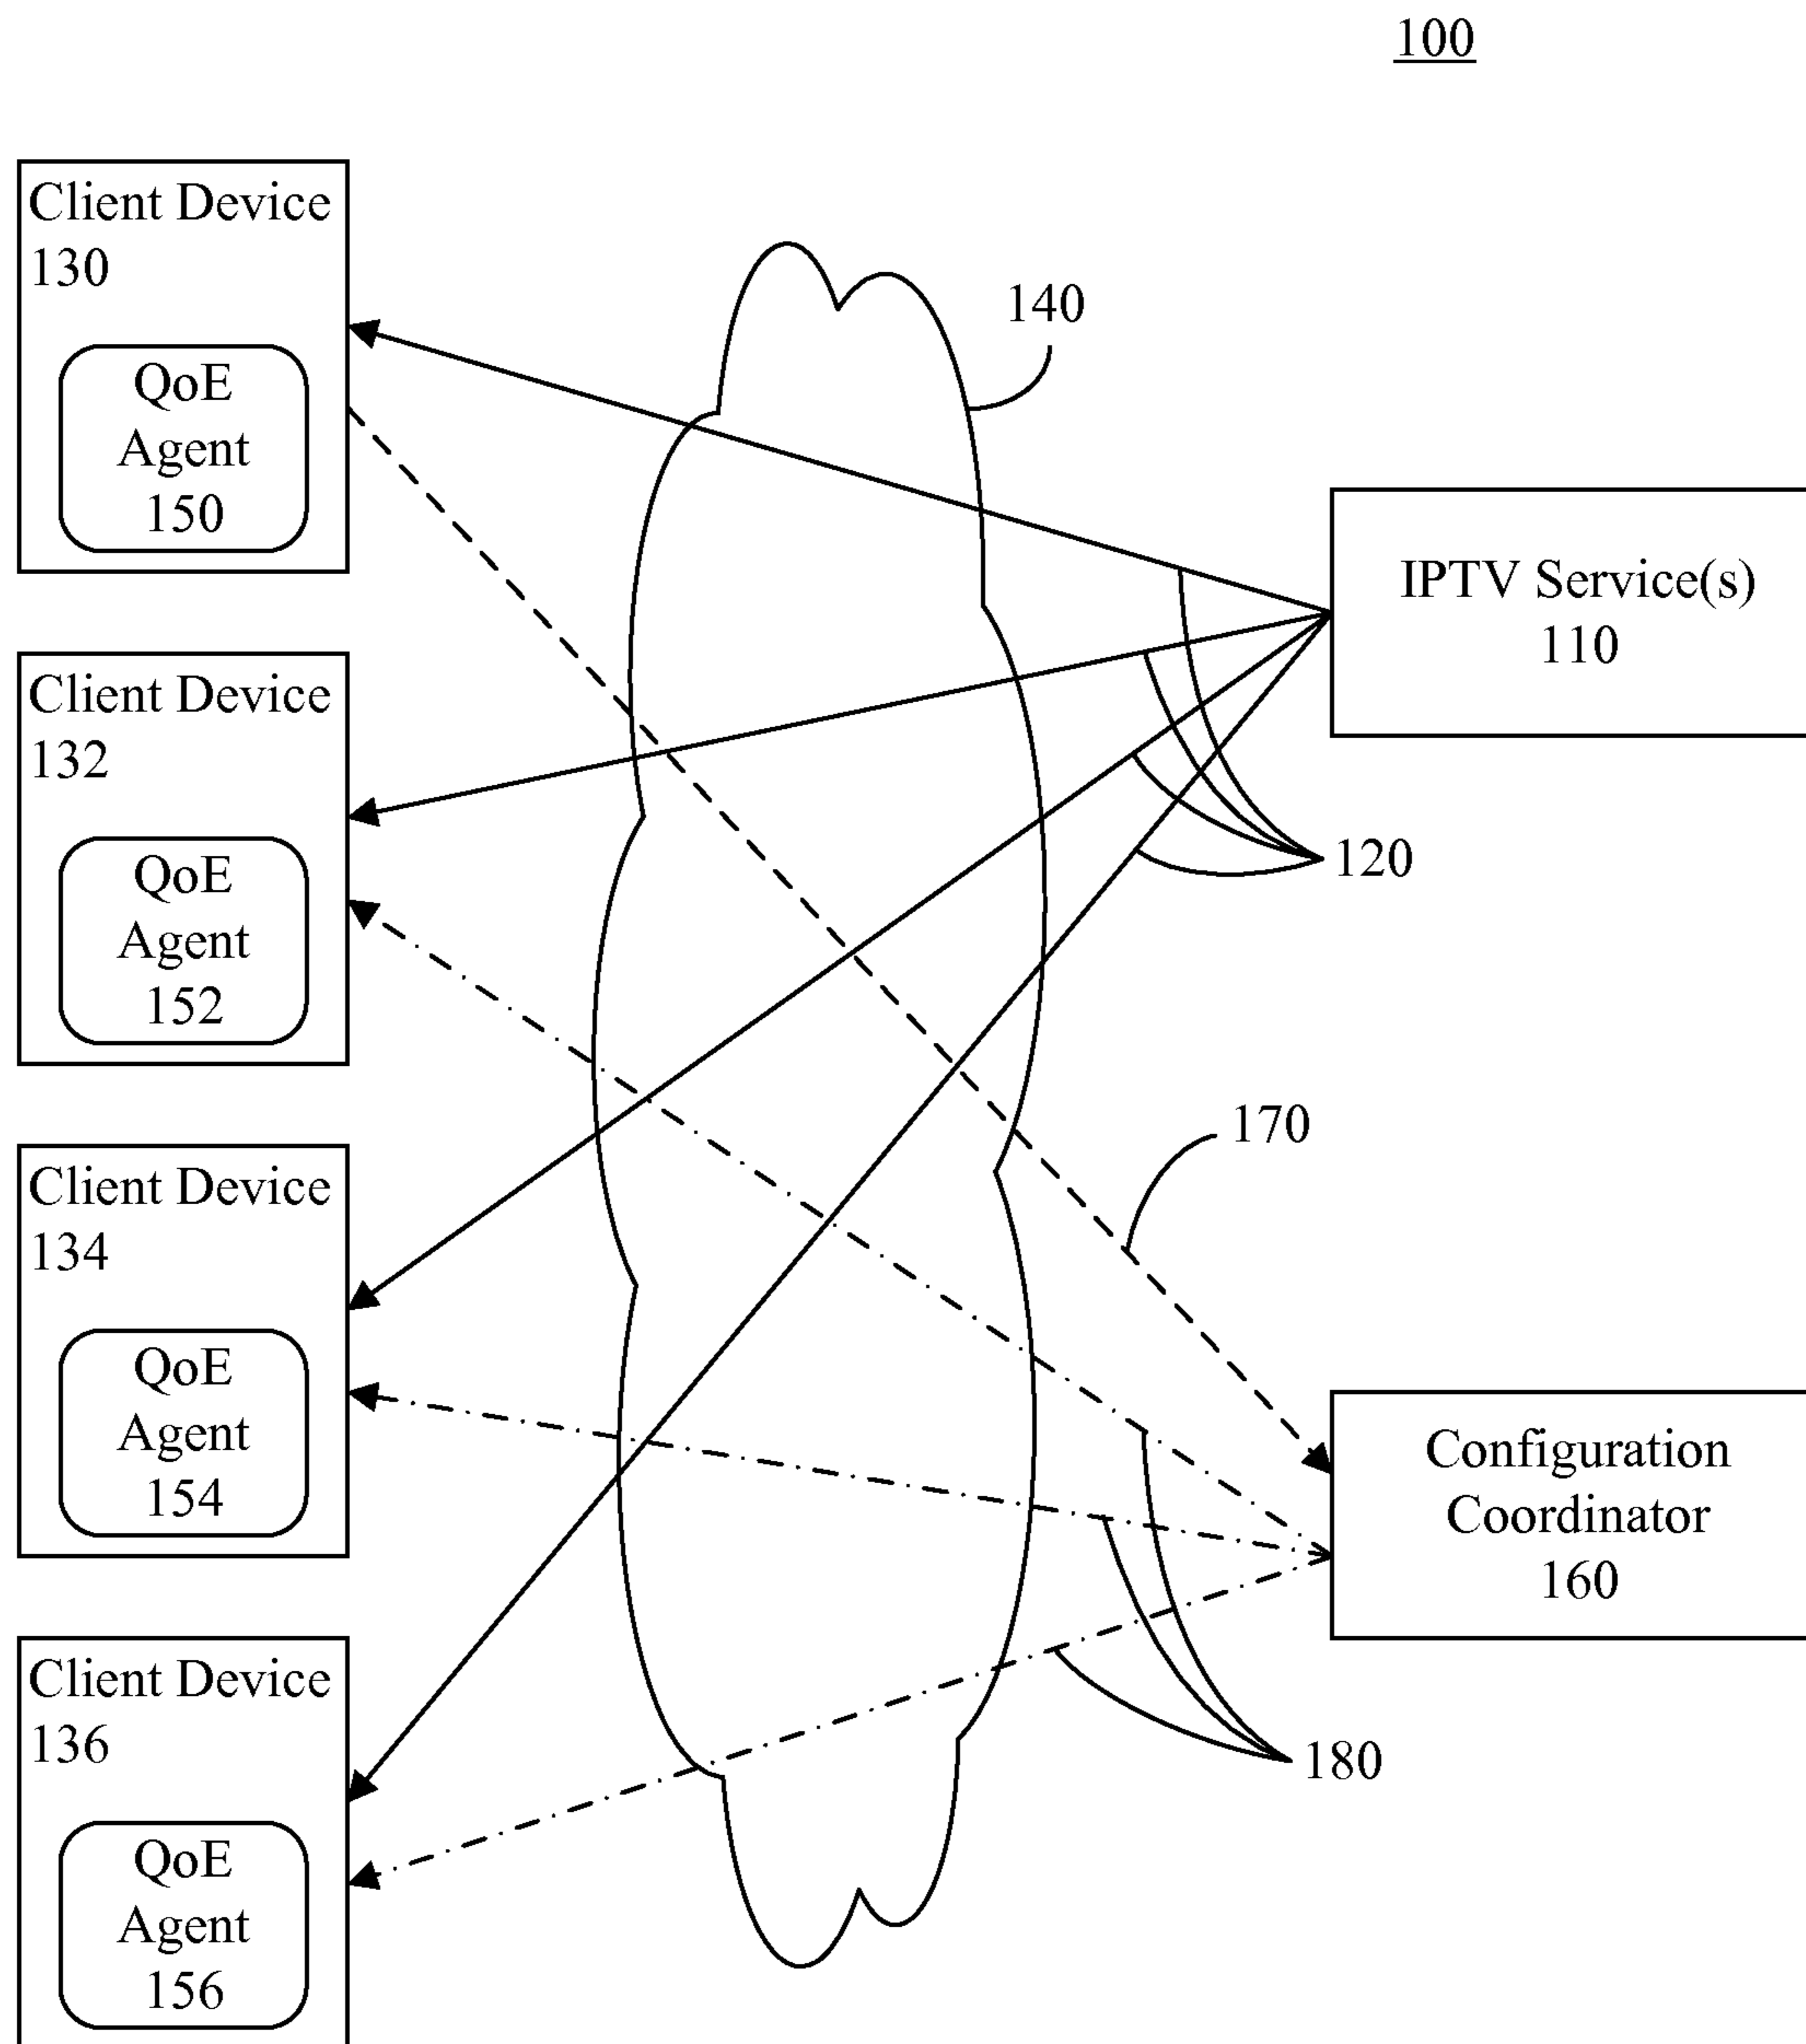 100
Client Device
130
QoE
Agent
150
140
IPTV Service(s)
110
Client Device
132
QoE
Agent
152
120
Client Device
134
QoE
Agent
154
170
Configuration
Coordinator
160
Client Device
136
QoE
Agent
156
180